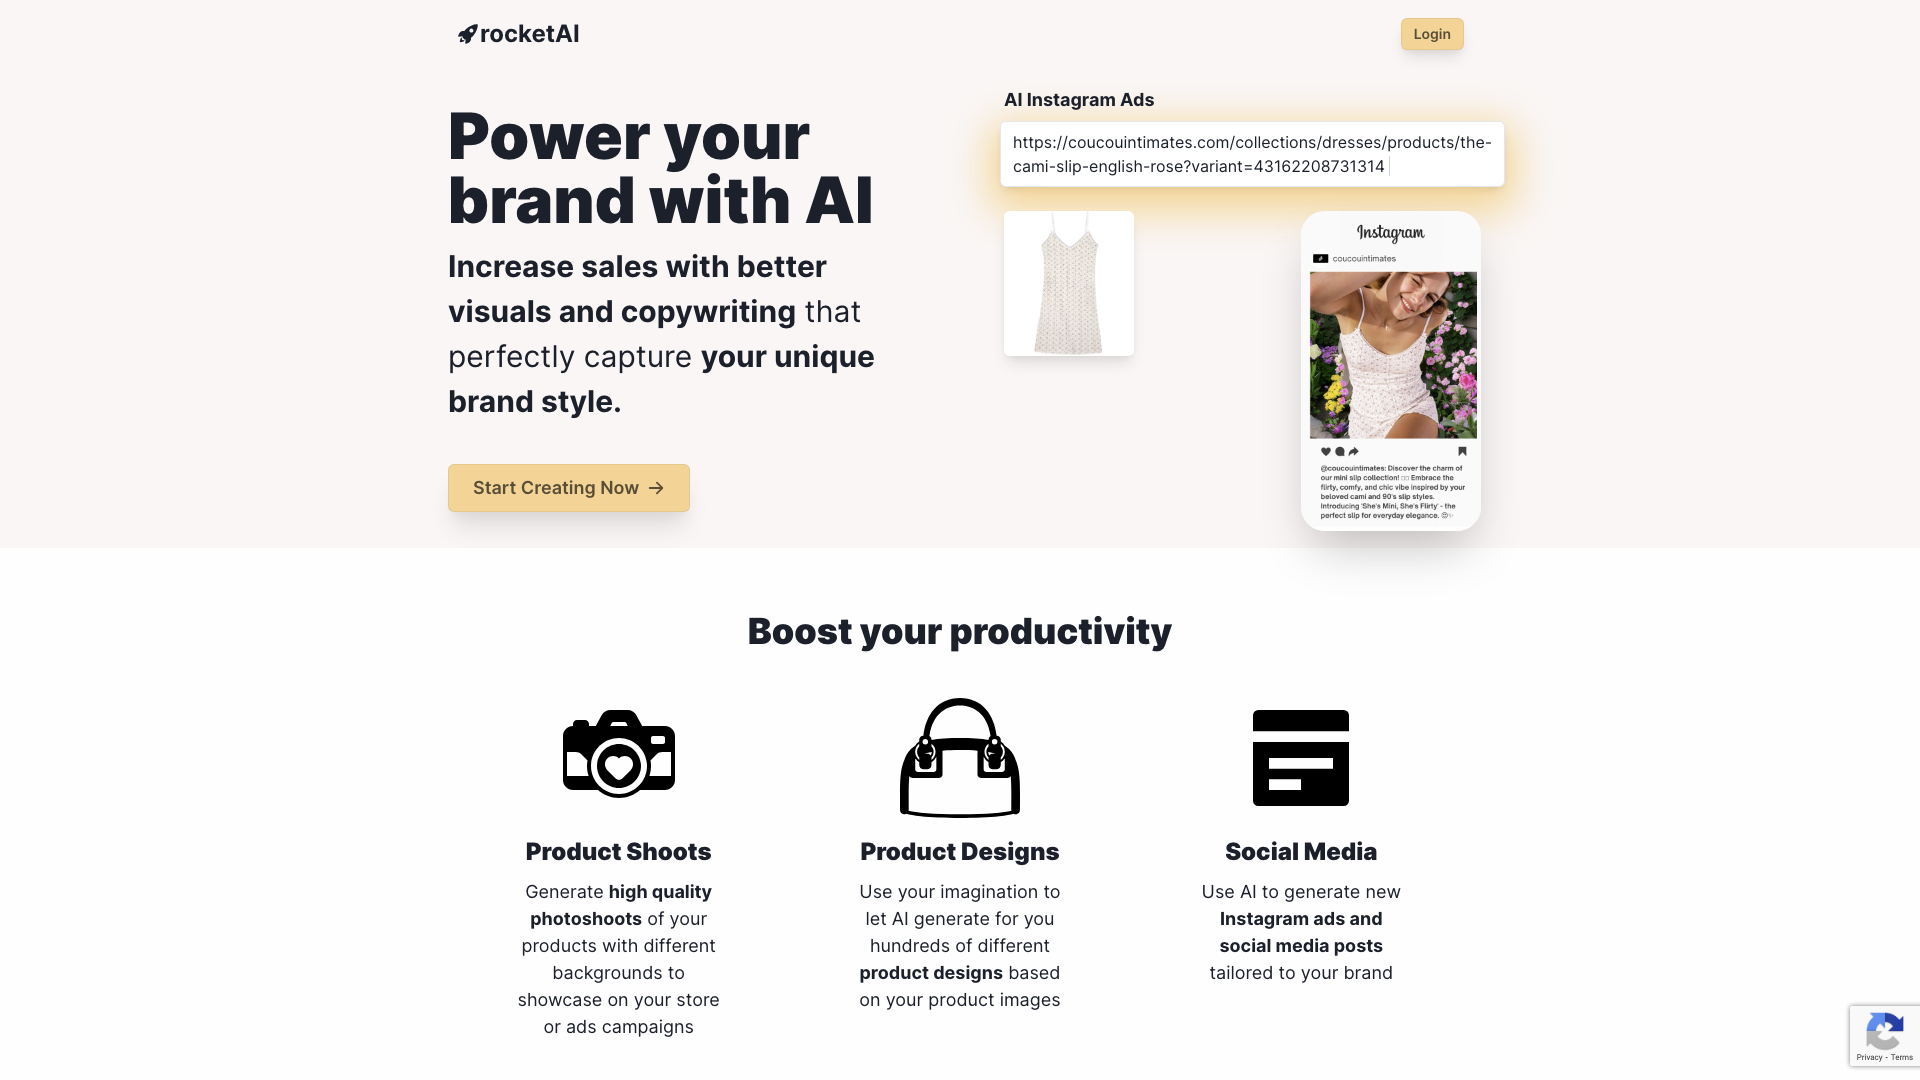 rocketAI
Login
Power your
brand with AI
Increase sales with better
visuals and copywriting that
perfectly capture your unique
brand style.
Start Creating Now
AI Instagram Ads
https://coucouintimates.com/collections/dresses/products/the-
cami-slip-english-rose?variant=43162208731314
Instagram
coucouintimates
@coucouintimates: Discover the charm of
our mini slip collection! Embrace the
flirty, comfy, and chic vibe inspired by your
beloved cami and 90's slip styles.
Introducing 'She's Mini, She's Flirty' - the
perfect slip for everyday elegance.
Boost your productivity
Product Shoots
Generate high quality
photoshoots of your
products with different
backgrounds to
showcase on your store
or ads campaigns
Product Designs
Use your imagination to
let AI generate for you
hundreds of different
product designs based
on your product images
Social Media
Use AI to generate new
Instagram ads and
social media posts
tailored to your brand
Privacy - Terms